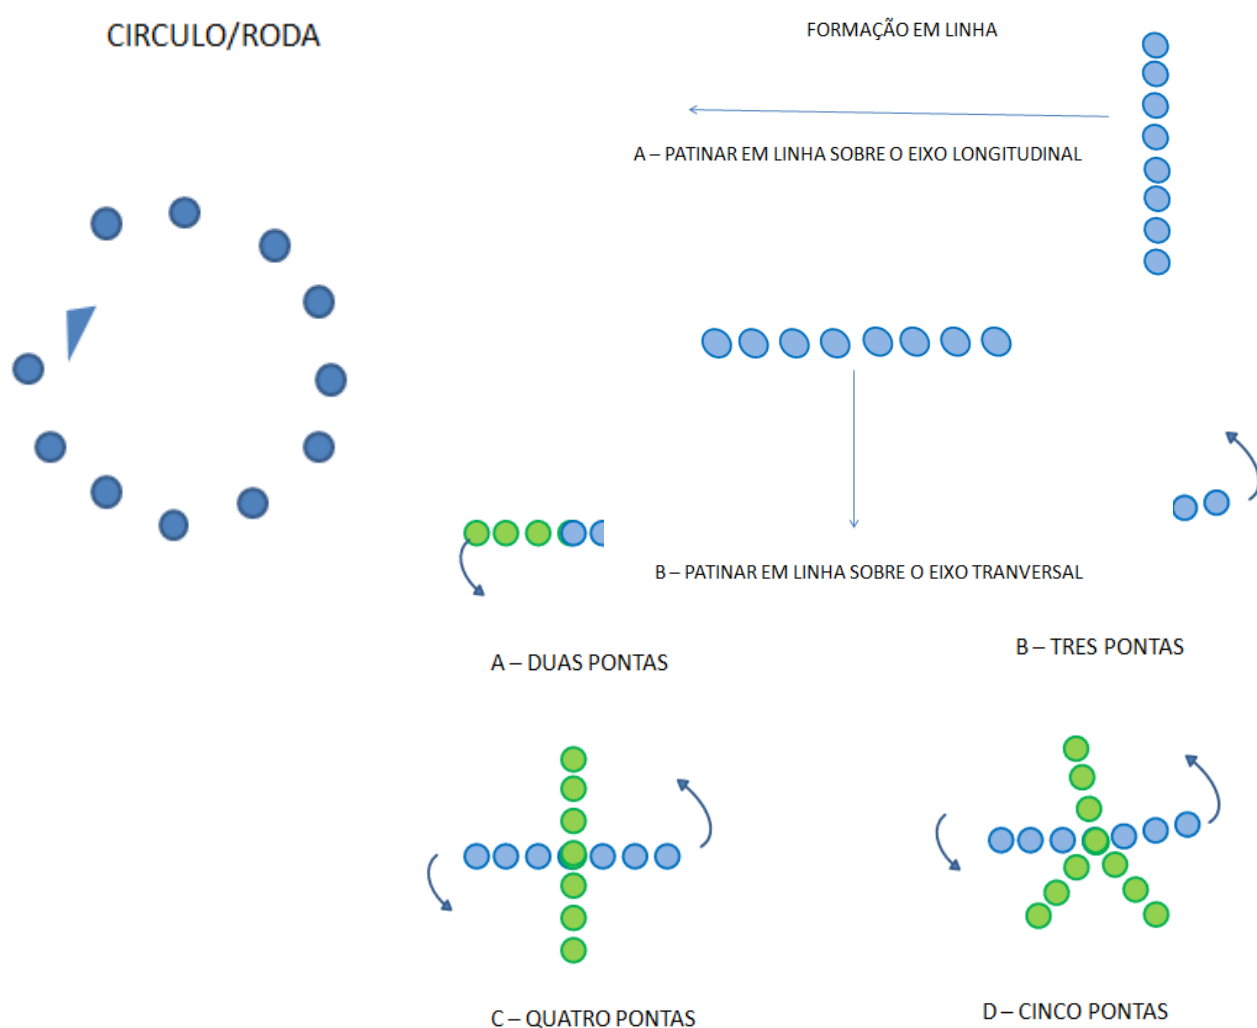 CIRCULO/RODA
FORMAÇÃO EM LINHA
A – PATINAR EM LINHA SOBRE O EIXO LONGITUDINAL
B – PATINAR EM LINHA SOBRE O EIXO TRANVERSAL
A – DUAS PONTAS
B – TRES PONTAS
C – QUATRO PONTAS
D – CINCO PONTAS